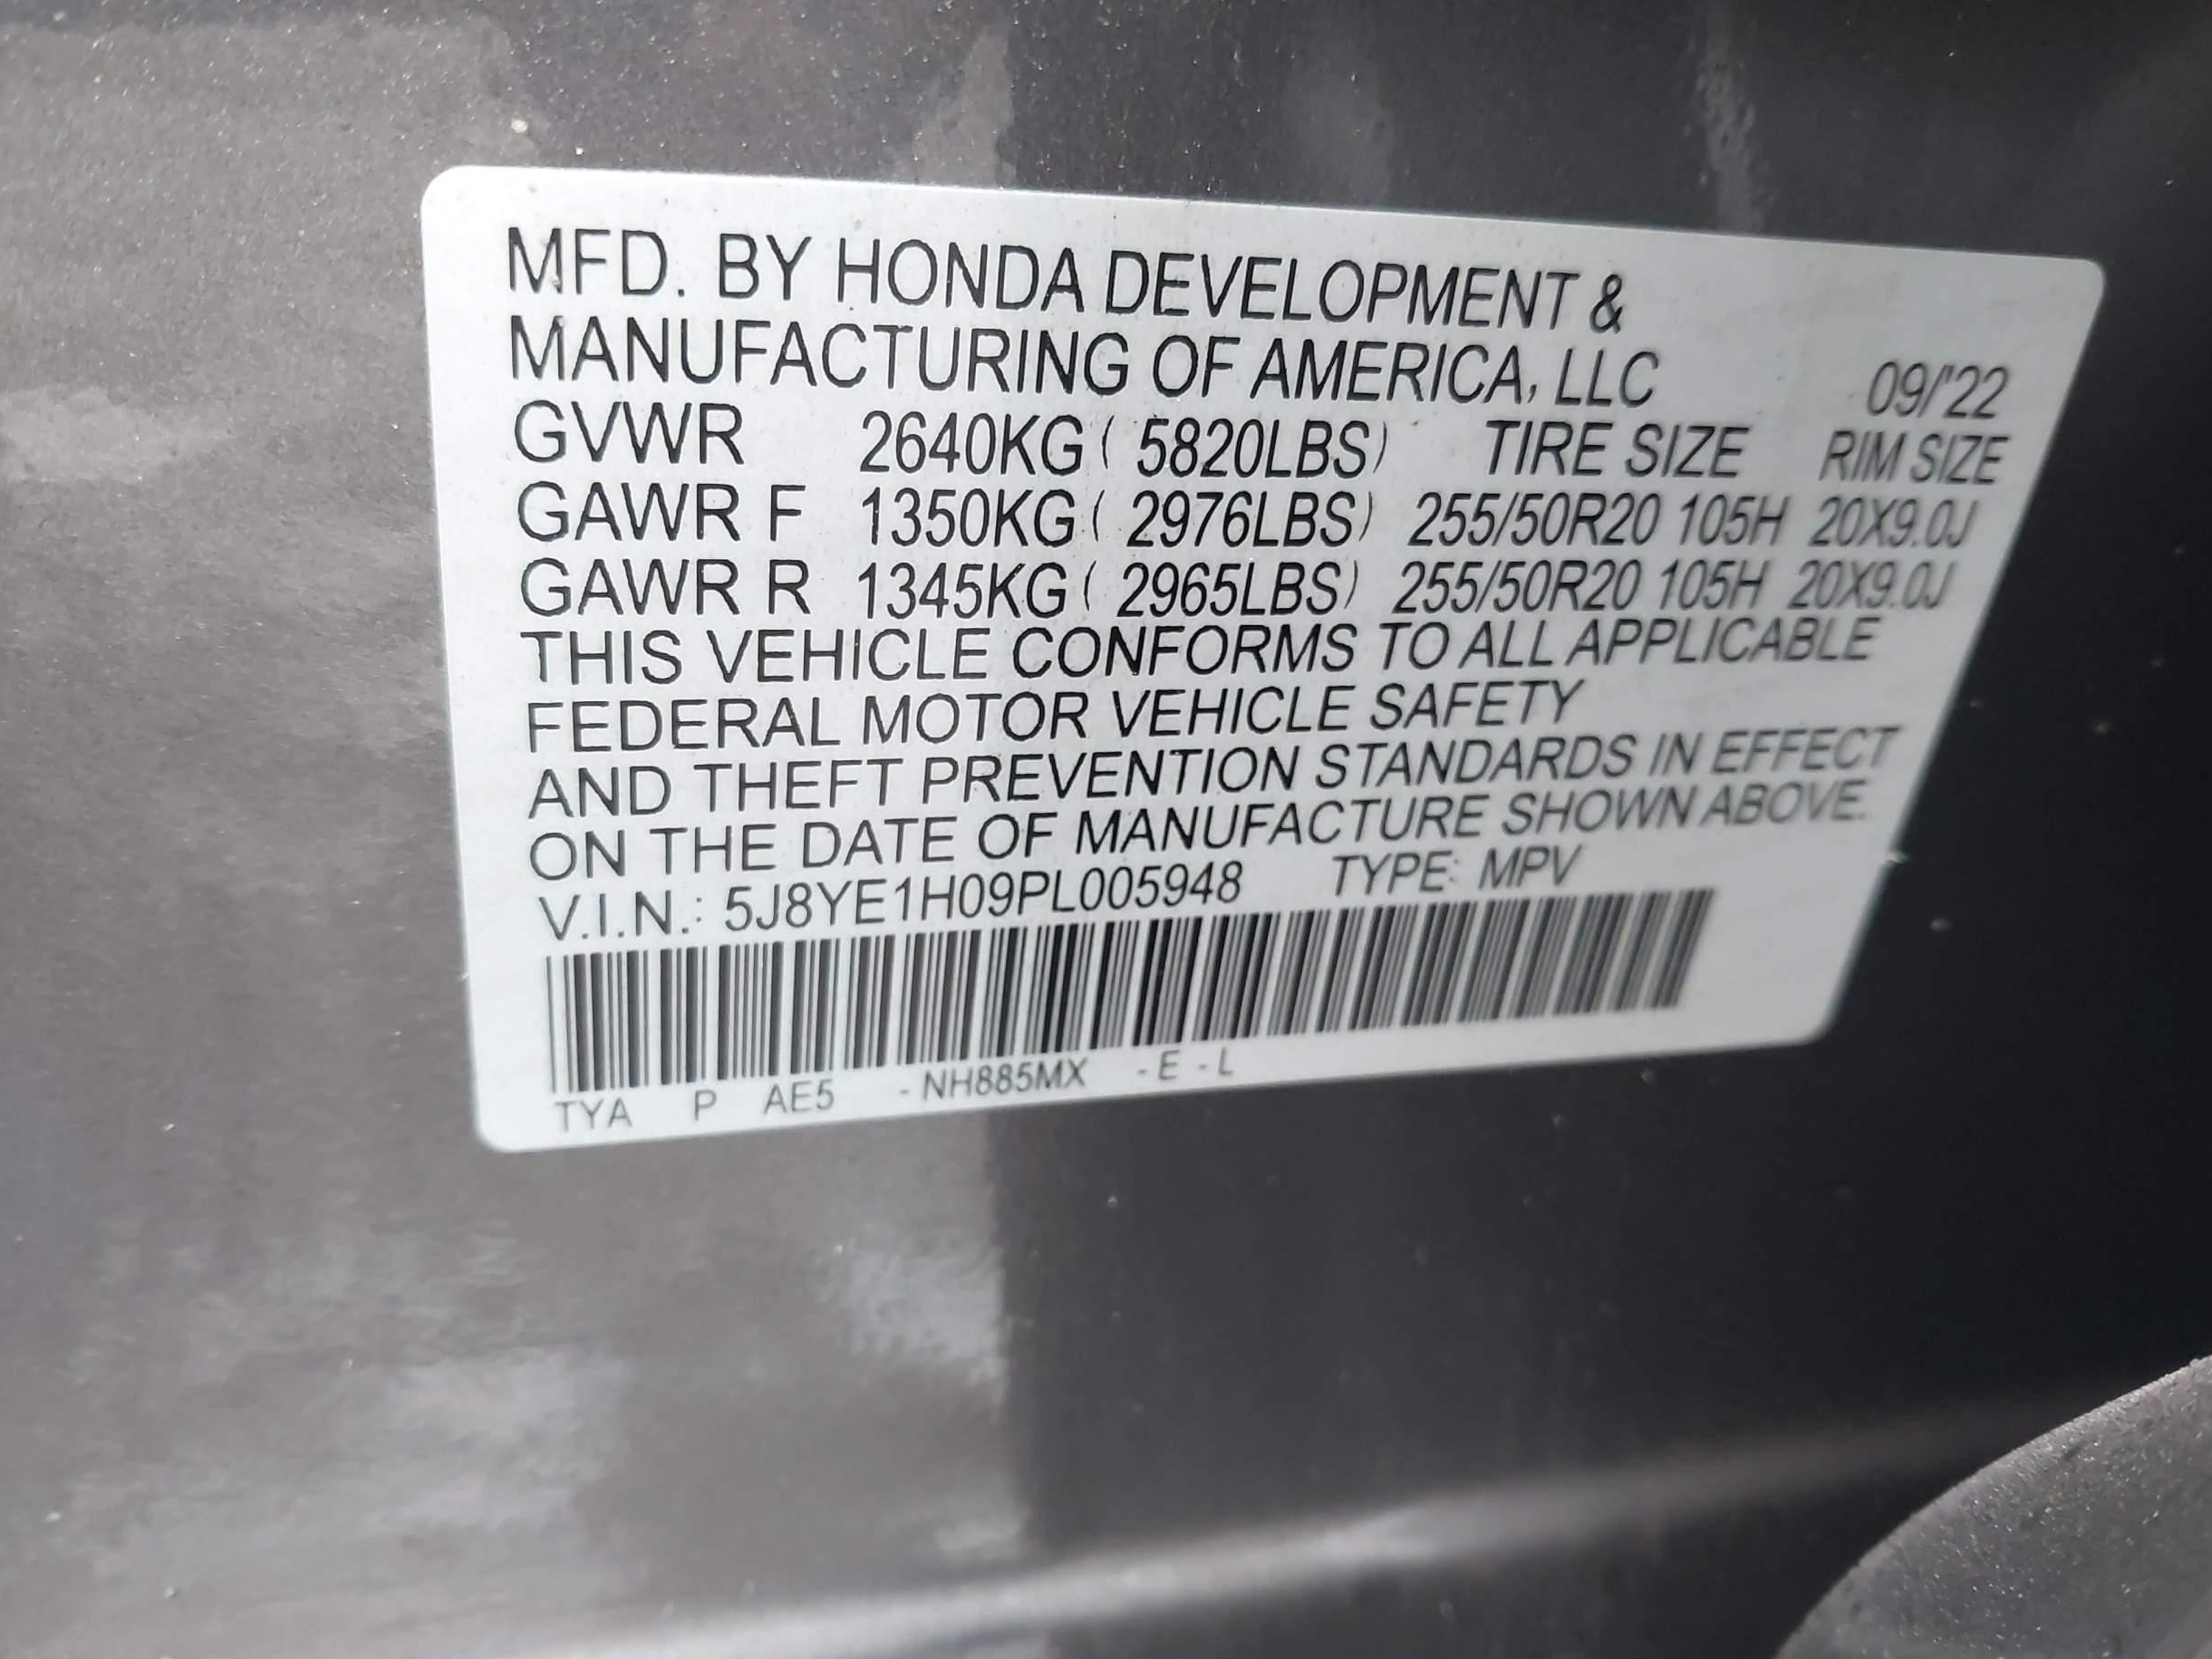 MFD. BY HONDA DEVELOPMENT &
MANUFACTURING OF AMERICA, LLC 09/'22
GVWR 2640KG ( 5820LBS) TIRE SIZE RIM SIZE
GAWR F 1350KG ( 2976LBS) 255/50R20 105H 20X9.0J
GAWR R 1345KG ( 2965LBS) 255/50R20 105H 20X9.0J
THIS VEHICLE CONFORMS TO ALL APPLICABLE
FEDERAL MOTOR VEHICLE SAFETY
AND THEFT PREVENTION STANDARDS IN EFFECT
ON THE DATE OF MANUFACTURE SHOWN ABOVE.
V.I.N.: 5J8YE1H09PL005948 TYPE: MPV
TYA P AE5 -NH885MX -E -L